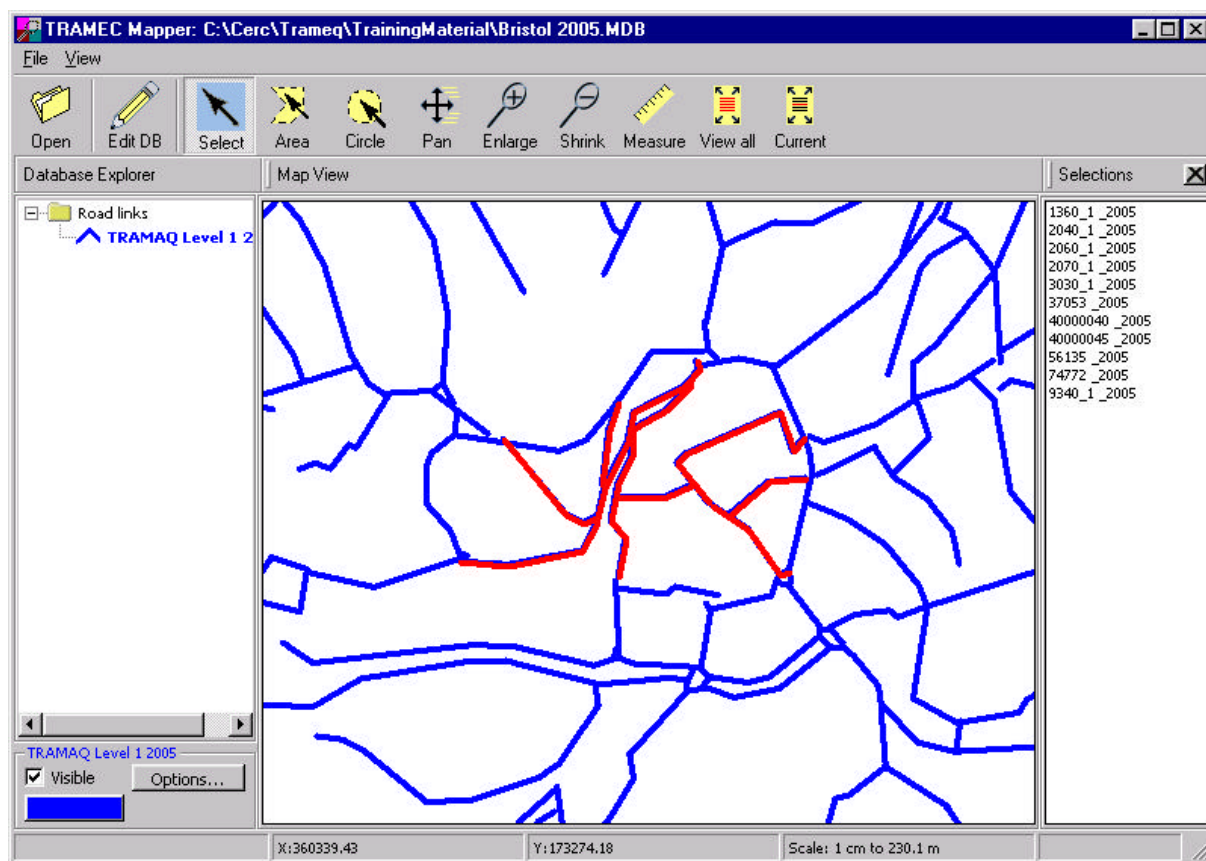 TRAMEC Mapper: C:\Cerc\Trameq\TrainingMaterial\Bristol 2005.MDB
File View
Open Edit DB Select Area Circle Pan Enlarge Shrink Measure View all Current
Database Explorer Map View Selections
Road links
TRAMAQ Level 1 2
1360_1 _2005
2040_1 _2005
2060_1 _2005
2070_1 _2005
3030_1 _2005
37053 _2005
40000040 _2005
40000045 _2005
56135 _2005
74772 _2005
9340_1 _2005
TRAMAQ Level 1 2005
Visible Options...
X:360339.43 Y:173274.18 Scale: 1 cm to 230.1 m